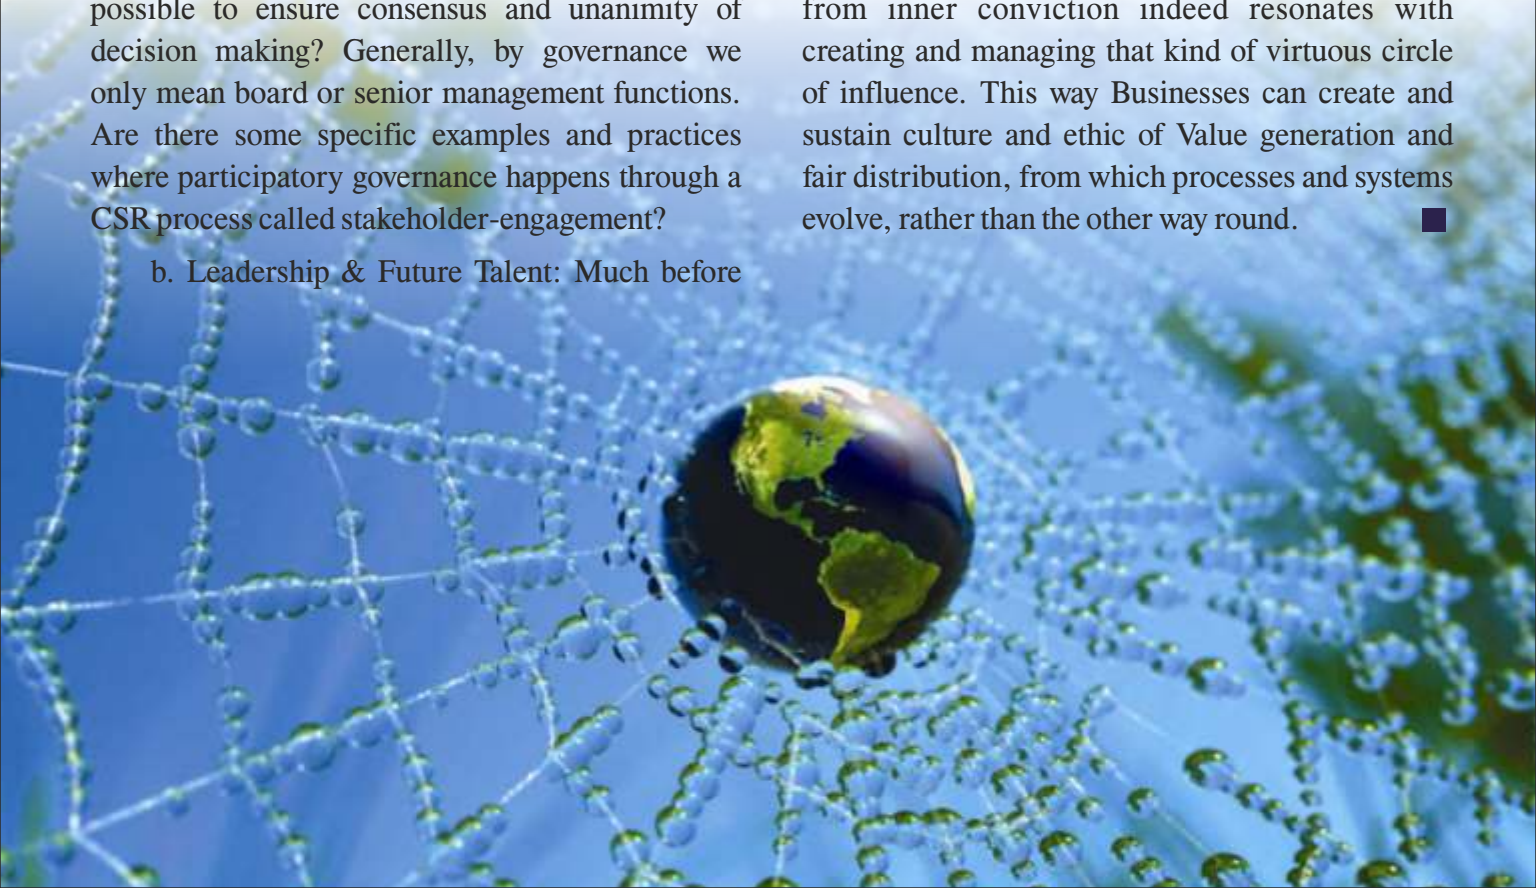 possible to ensure consensus and unanimity of
decision making? Generally, by governance we
only mean board or senior management functions.
Are there some specific examples and practices
where participatory governance happens through a
CSR process called stakeholder-engagement?
b. Leadership & Future Talent: Much before
from inner conviction indeed resonates with
creating and managing that kind of virtuous circle
of influence. This way Businesses can create and
sustain culture and ethic of Value generation and
fair distribution, from which processes and systems
evolve, rather than the other way round.